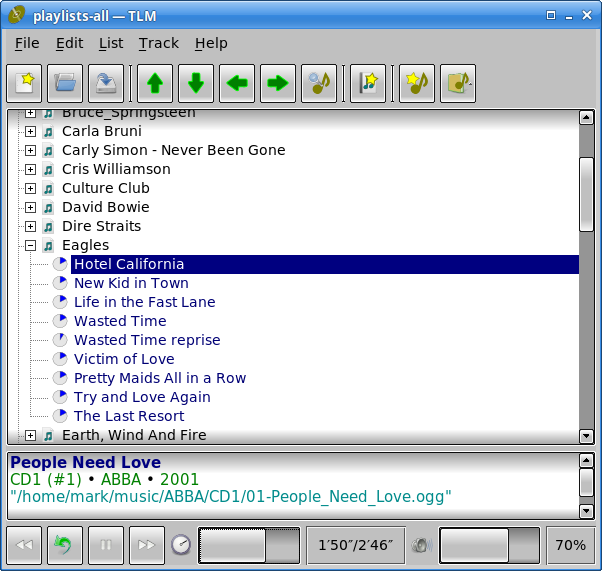 playlists-all — TLM
File Edit List Track Help
Bruce_Springsteen
Carla Bruni
Carly Simon - Never Been Gone
Cris Williamson
Culture Club
David Bowie
Dire Straits
Eagles
Hotel California
New Kid in Town
Life in the Fast Lane
Wasted Time
Wasted Time reprise
Victim of Love
Pretty Maids All in a Row
Try and Love Again
The Last Resort
Earth, Wind And Fire
People Need Love
CD1 (#1) • ABBA • 2001
"/home/mark/music/ABBA/CD1/01-People_Need_Love.ogg"
1′50″/2′46″ 70%